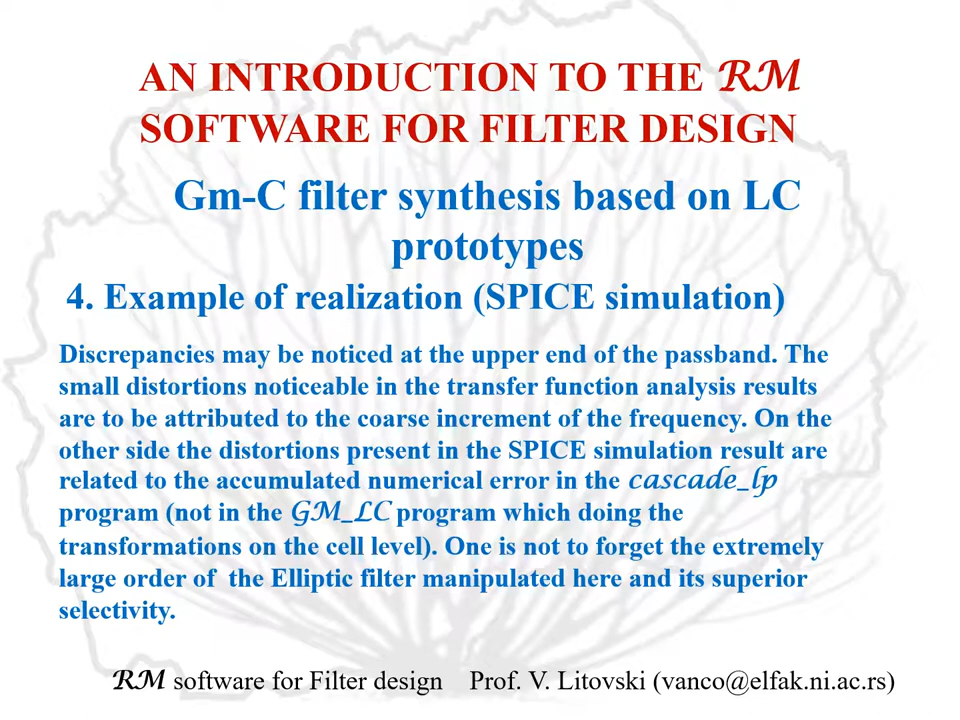 AN INTRODUCTION TO THE RM
SOFTWARE FOR FILTER DESIGN
Gm-C filter synthesis based on LC
prototypes
4. Example of realization (SPICE simulation)
Discrepancies may be noticed at the upper end of the passband. The
small distortions noticeable in the transfer function analysis results
are to be attributed to the coarse increment of the frequency. On the
other side the distortions present in the SPICE simulation result are
related to the accumulated numerical error in the cascade_lp
program (not in the GM_LC program which doing the
transformations on the cell level). One is not to forget the extremely
large order of the Elliptic filter manipulated here and its superior
selectivity.
RM software for Filter design Prof. V. Litovski (vanco@elfak.ni.ac.rs)